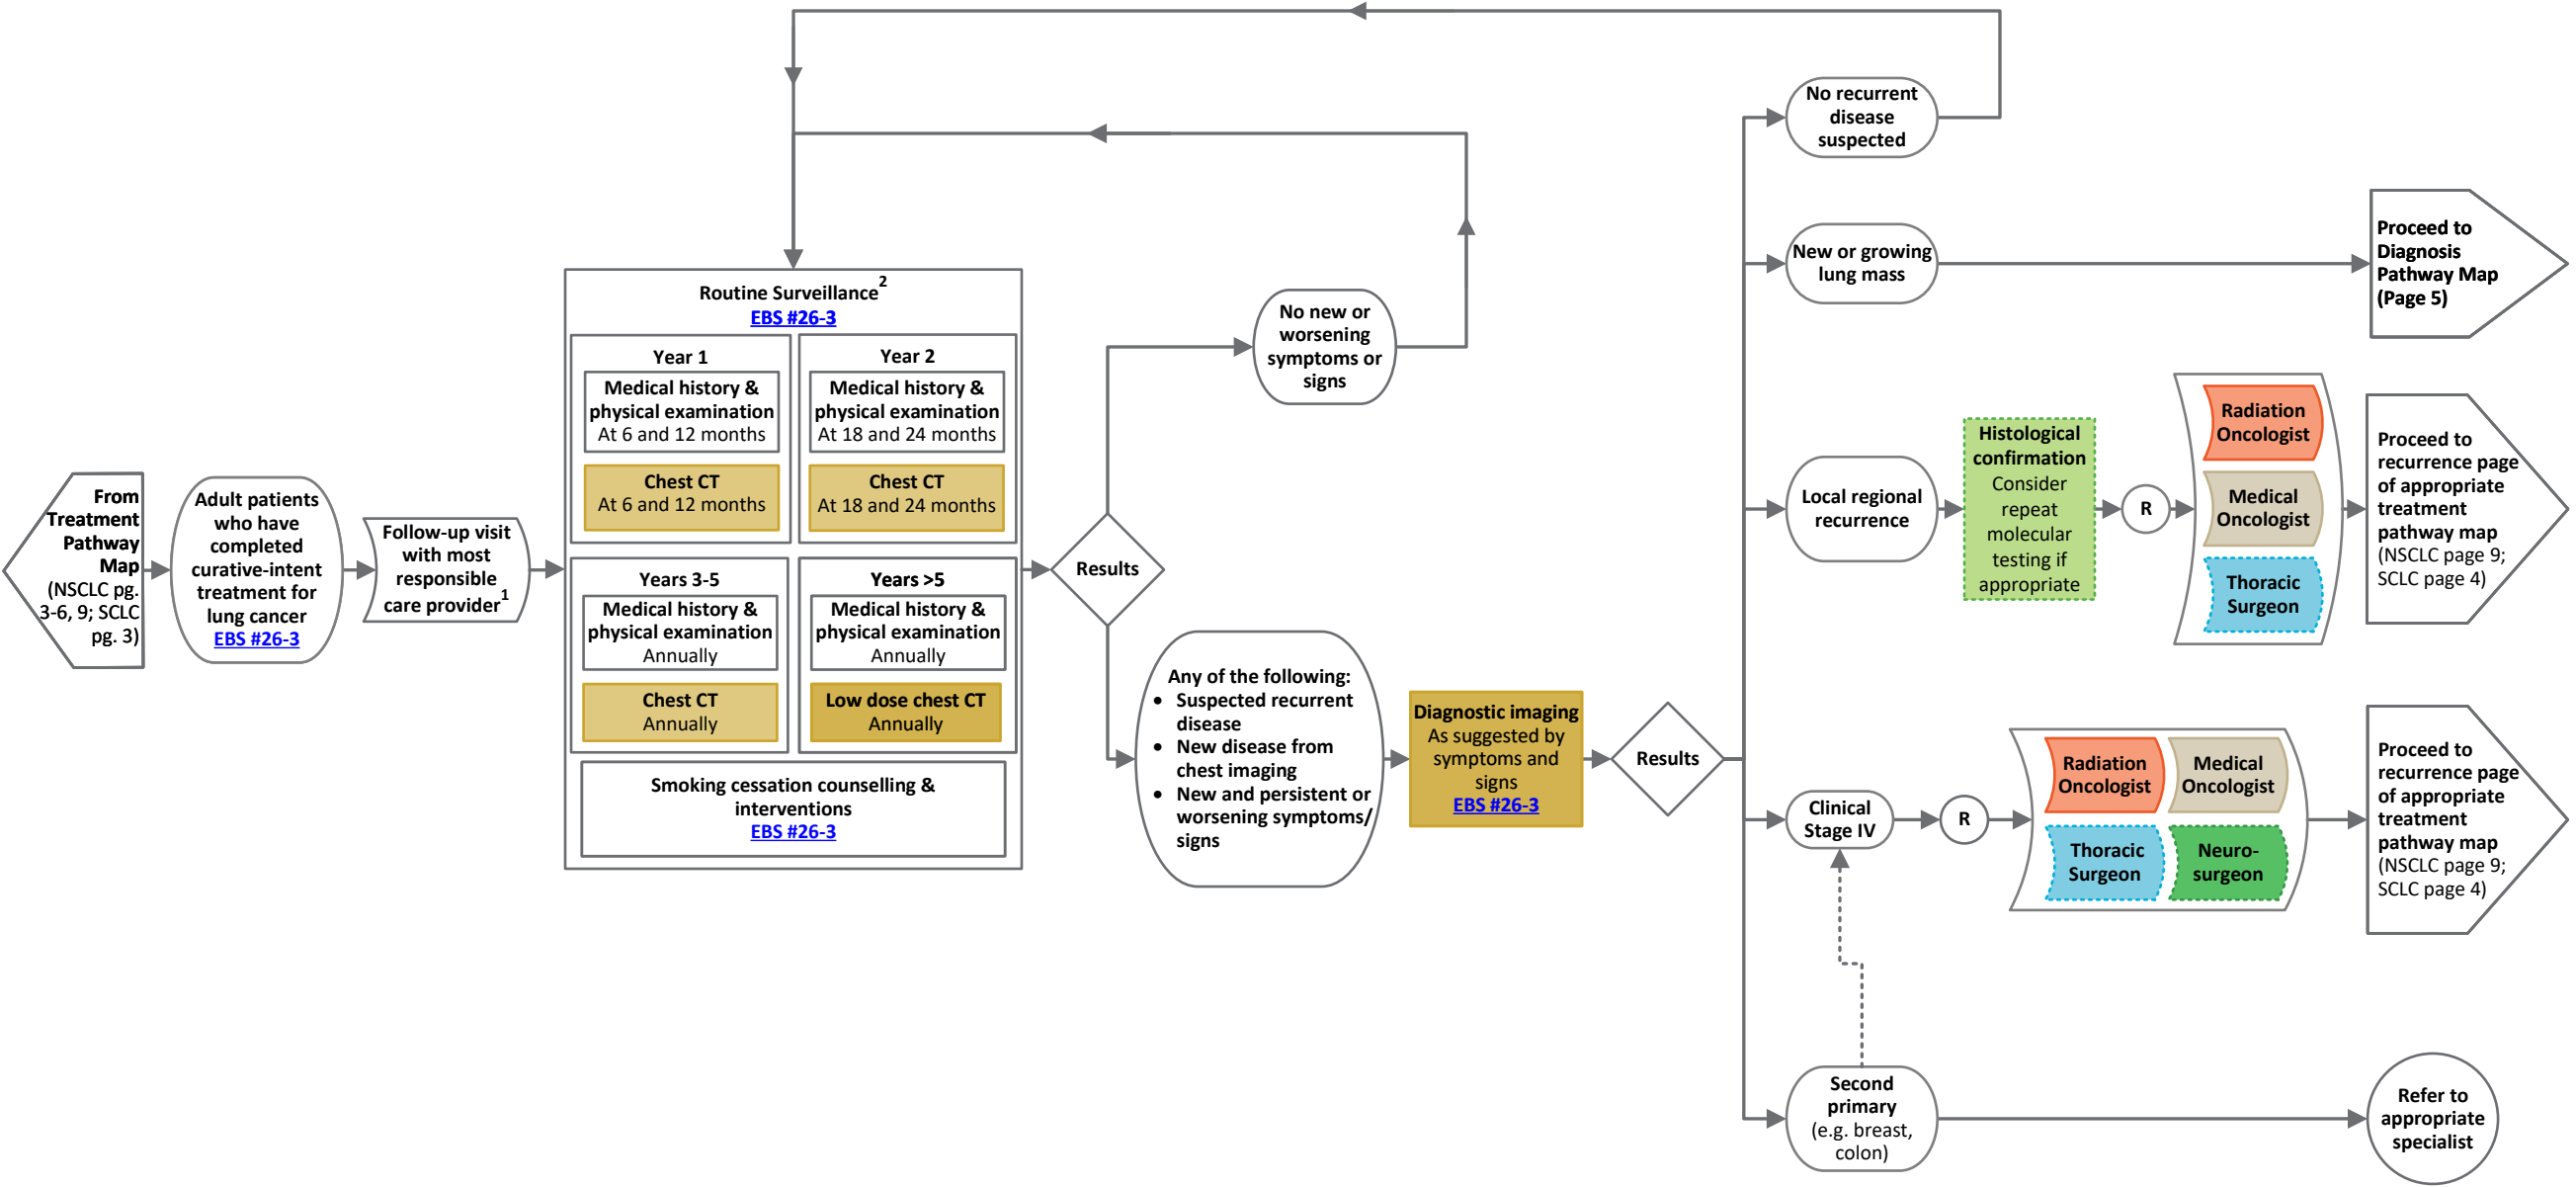 From
Treatment
Pathway
Map
(NSCLC pg.
3-6, 9; SCLC
pg. 3)
Adult patients
who have
completed
curative-intent
treatment for
lung cancer
EBS #26-3
Follow-up visit
with most
responsible
care provider1
Routine Surveillance2
EBS #26-3
Year 1
Medical history &
physical examination
At 6 and 12 months
Chest CT
At 6 and 12 months
Year 2
Medical history &
physical examination
At 18 and 24 months
Chest CT
At 18 and 24 months
Years 3-5
Medical history &
physical examination
Annually
Chest CT
Annually
Years >5
Medical history &
physical examination
Annually
Low dose chest CT
Annually
Smoking cessation counselling &
interventions
EBS #26-3
Results
No new or
worsening
symptoms or
signs
Any of the following:
• Suspected recurrent
disease
• New disease from
chest imaging
• New and persistent or
worsening symptoms/
signs
Diagnostic imaging
As suggested by
symptoms and
signs
EBS #26-3
Results
No recurrent
disease
suspected
New or growing
lung mass
Proceed to
Diagnosis
Pathway Map
(Page 5)
Local regional
recurrence
Histological
confirmation
Consider
repeat
molecular
testing if
appropriate
R
Radiation
Oncologist
Medical
Oncologist
Thoracic
Surgeon
Proceed to
recurrence page
of appropriate
treatment
pathway map
(NSCLC page 9;
SCLC page 4)
Clinical
Stage IV
R
Radiation
Oncologist
Medical
Oncologist
Thoracic
Surgeon
Neuro-
surgeon
Proceed to
recurrence page
of appropriate
treatment
pathway map
(NSCLC page 9;
SCLC page 4)
Second
primary
(e.g. breast,
colon)
Refer to
appropriate
specialist